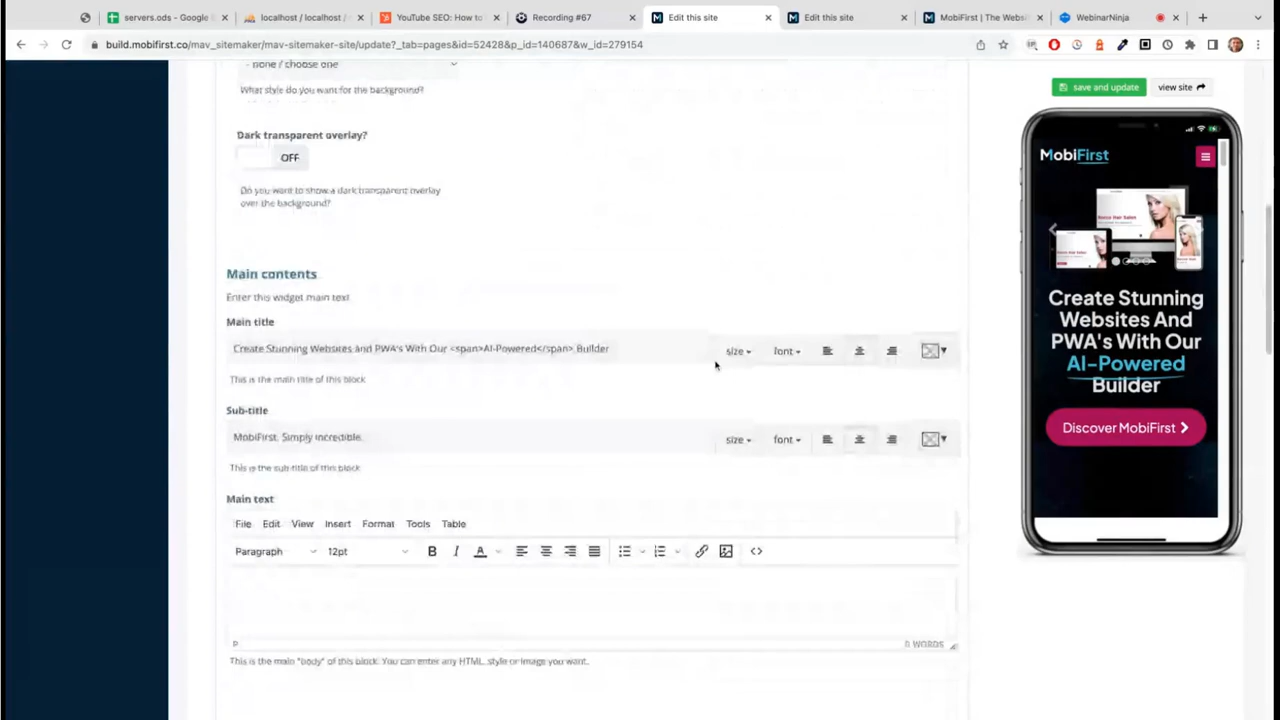 servers.ods - Google
localhost / localhost /
YouTube SEO: How to
Recording #67
Edit this site
Edit this site
MobiFirst | The Websi
WebinarNinja
build.mobifirst.co/mav_sitemaker/mav-sitemaker-site/update?_tab=pages&id=52428&p_id=140687&w_id=279154
- none / choose one
What style do you want for the background?
Dark transparent overlay?
OFF
Do you want to show a dark transparent overlay
over the background?
Main contents
Enter this widget main text
Main title
Create Stunning Websites and PWA's With Our <span>AI-Powered</span> Builder
size
font
This is the main title of this block
Sub-title
MobiFirst. Simply incredible.
size
font
This is the sub-title of this block
Main text
File Edit View Insert Format Tools Table
Paragraph 12pt B I A
P
0 WORDS
This is the main "body" of this block. You can enter any HTML, style or image you want.
save and update
view site
MobiFirst
Create Stunning
Websites And
PWA's With Our
AI-Powered
Builder
Discover MobiFirst